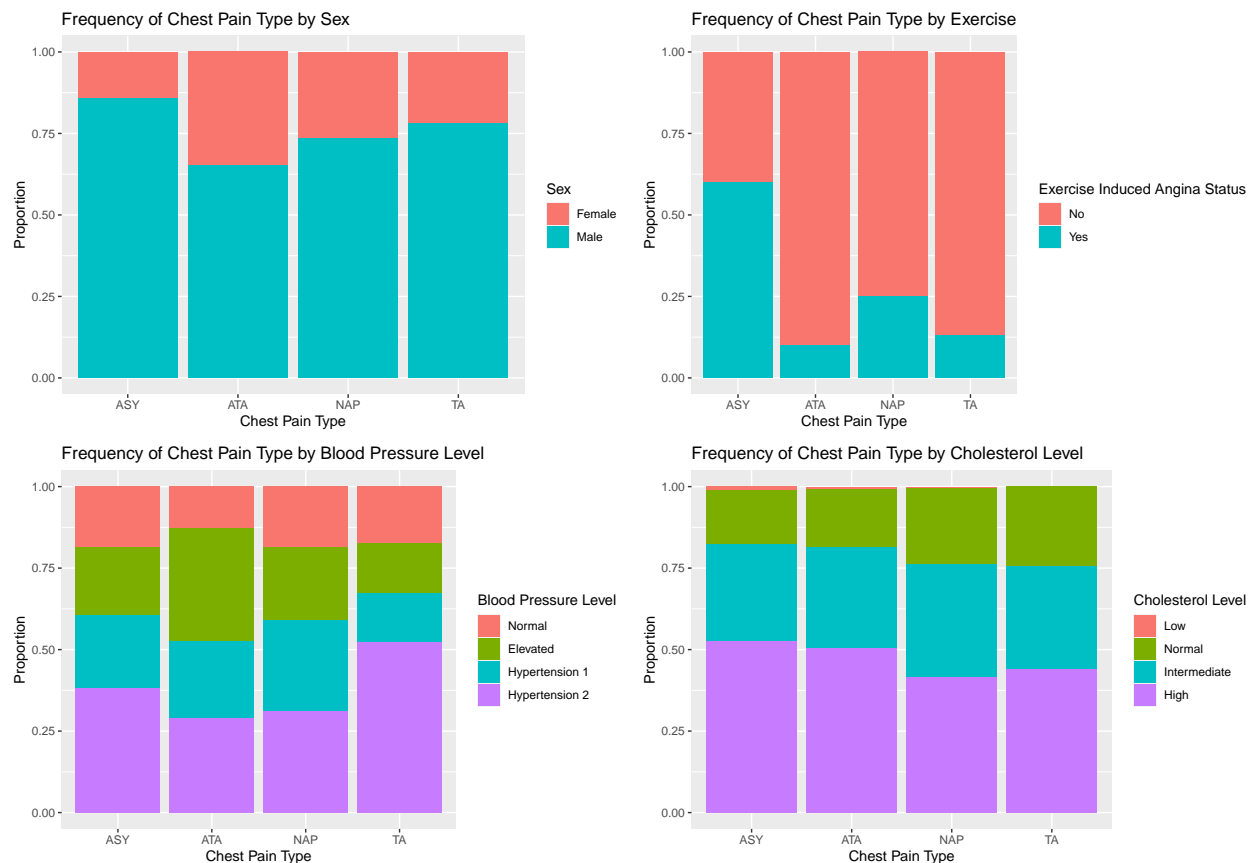 Frequency of Chest Pain Type by Sex
1.00
0.75
0.50
0.25
0.00
Proportion
ASY ATA NAP TA
Chest Pain Type
Sex
Female
Male
Frequency of Chest Pain Type by Exercise
1.00
0.75
0.50
0.25
0.00
Proportion
ASY ATA NAP TA
Chest Pain Type
Exercise Induced Angina Status
No
Yes
Frequency of Chest Pain Type by Blood Pressure Level
1.00
0.75
0.50
0.25
0.00
Proportion
ASY ATA NAP TA
Chest Pain Type
Blood Pressure Level
Normal
Elevated
Hypertension 1
Hypertension 2
Frequency of Chest Pain Type by Cholesterol Level
1.00
0.75
0.50
0.25
0.00
Proportion
ASY ATA NAP TA
Chest Pain Type
Cholesterol Level
Low
Normal
Intermediate
High